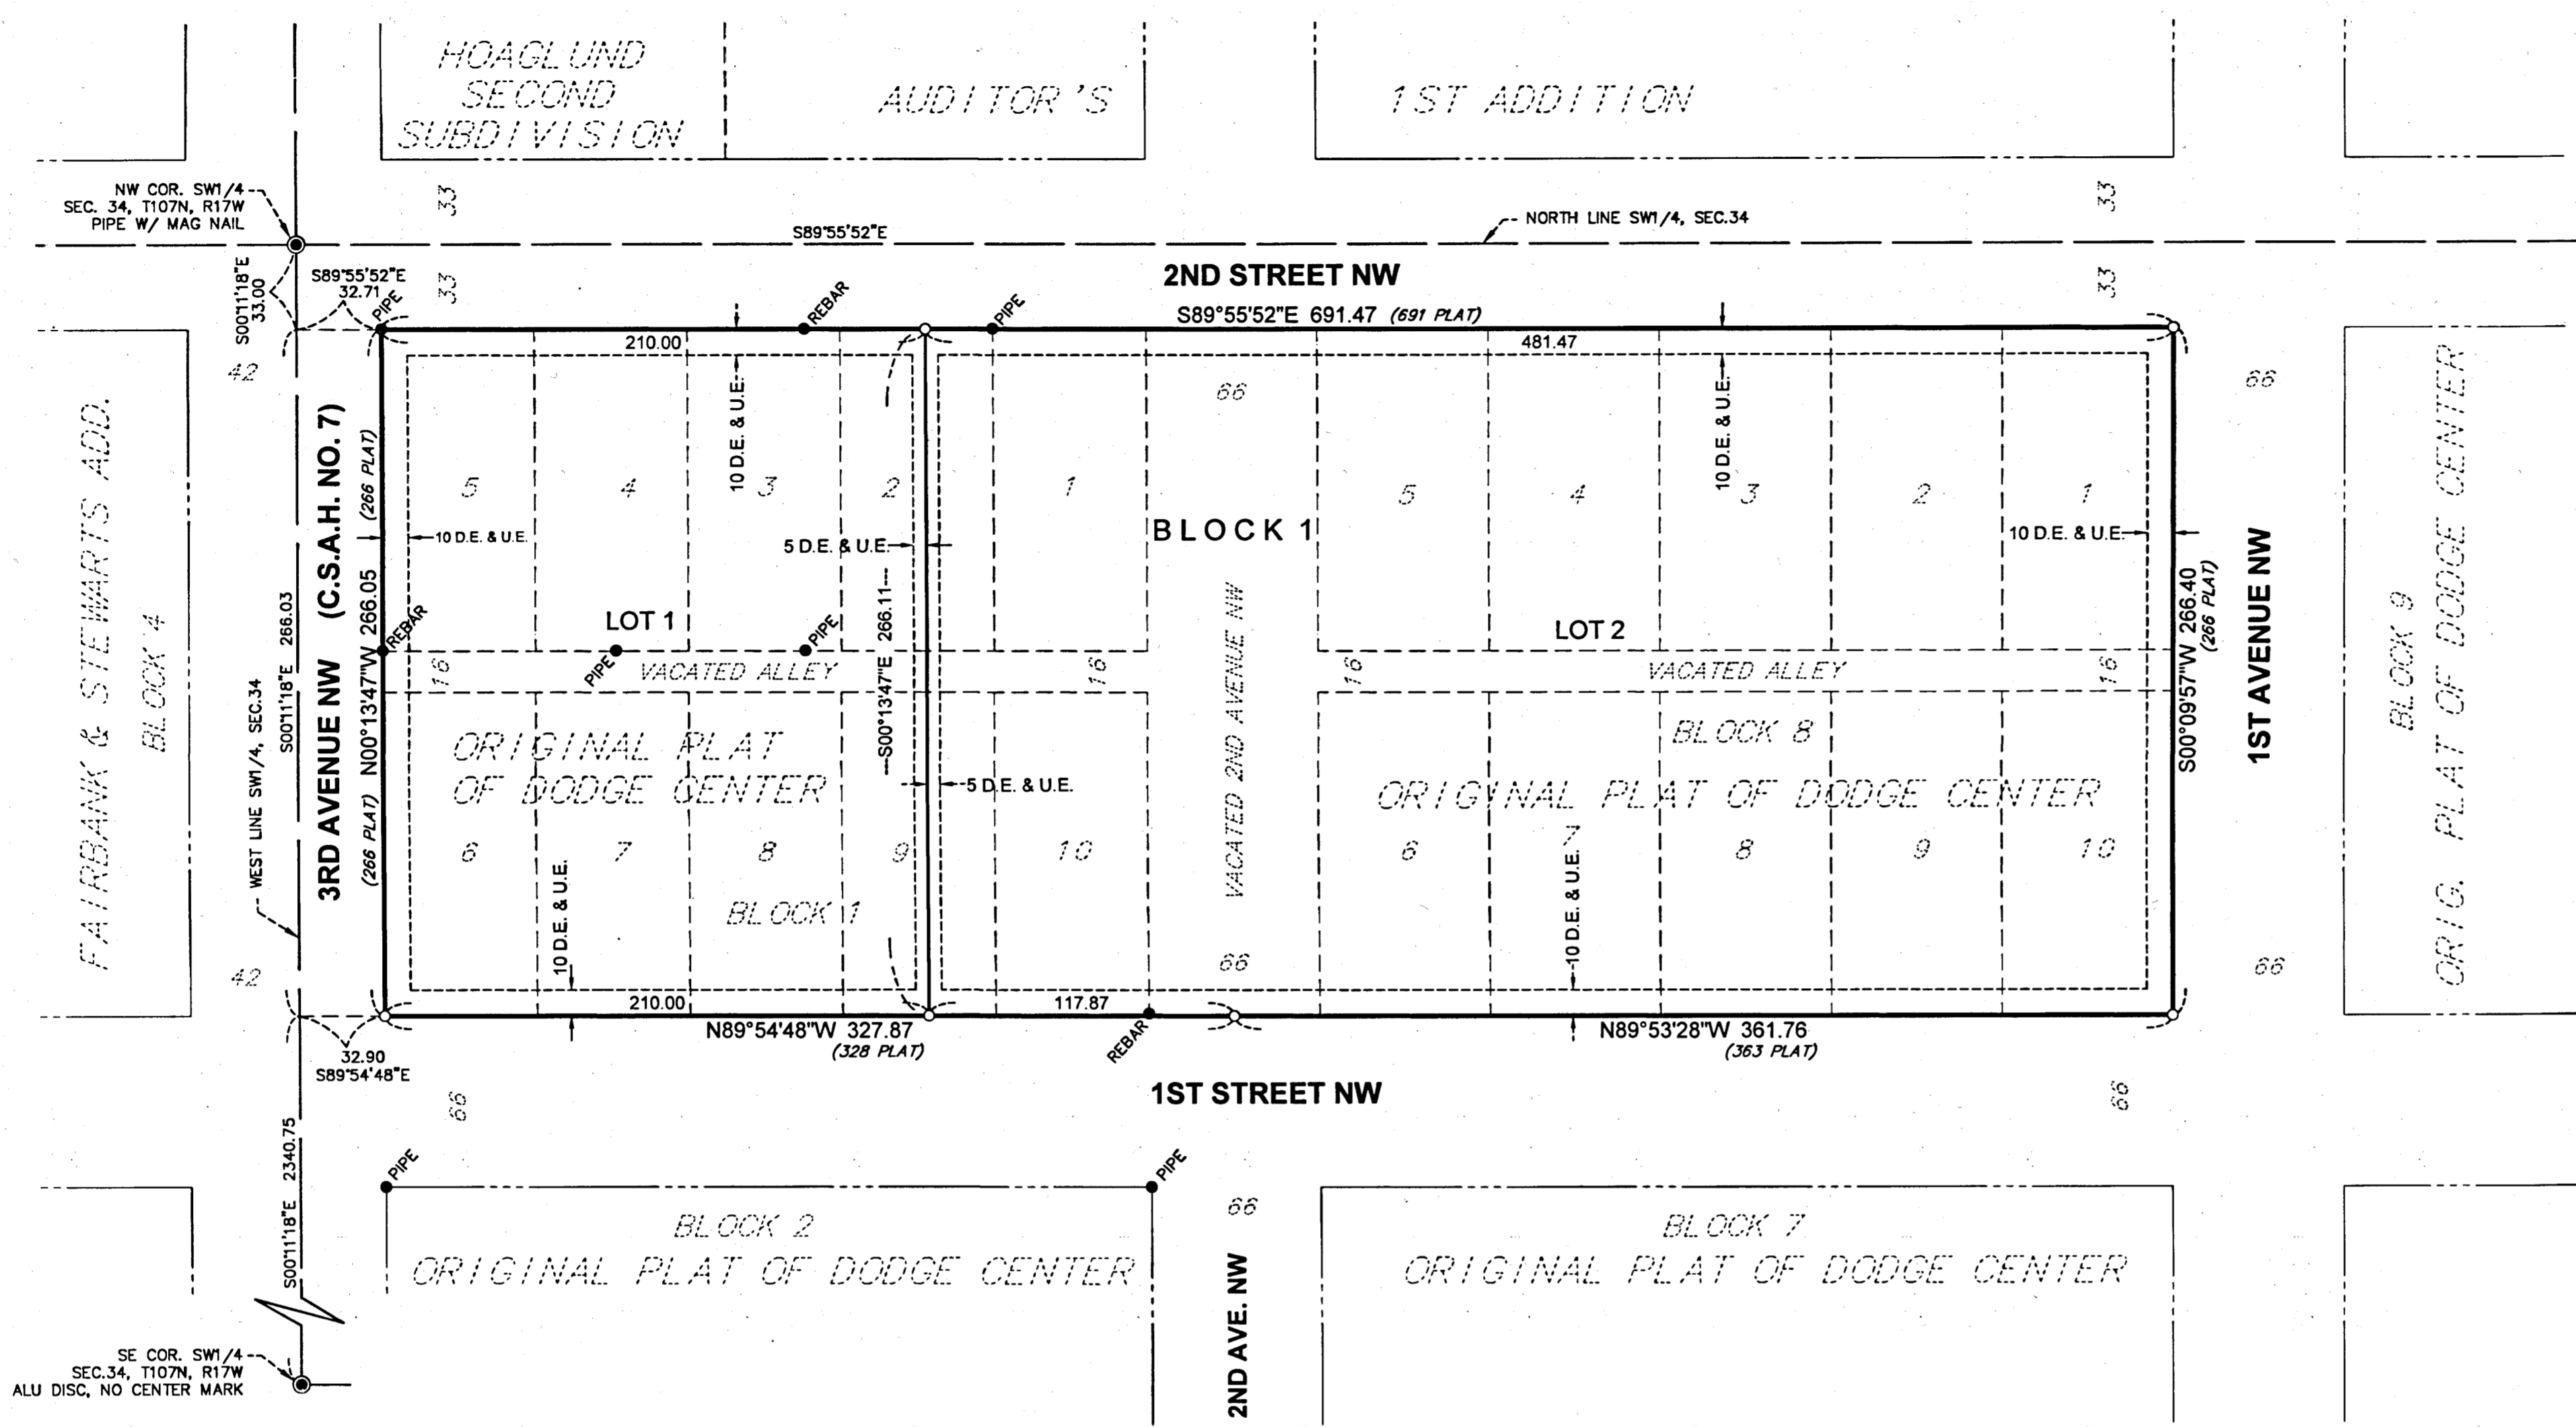 HOAGLUND
SECOND
SUBDIVISION
AUDITOR'S
1ST ADDITION
NW COR. SW1/4
SEC. 34, T107N, R17W
PIPE W/ MAG NAIL
33
33
S89°55'52"E
NORTH LINE SW1/4, SEC.34
S00°11'18"E
33.00
S89°55'52"E
32.71
33
2ND STREET NW
33
PIPE
REBAR
PIPE
S89°55'52"E 691.47 (691 PLAT)
210.00
481.47
42
66
66
10 D.E. & U.E.
10 D.E. & U.E.
FAIRBANK & STEWARTS ADD.
BLOCK 4
3RD AVENUE NW (C.S.A.H. NO. 7)
(266 PLAT) N00°13'47"W 266.05 (266 PLAT)
S00°11'18"E 266.03
WEST LINE SW1/4, SEC.34
5
4
3
2
1
5
4
3
2
1
BLOCK 1
10 D.E. & U.E.
5 D.E. & U.E.
10 D.E. & U.E.
S00°13'47"E 266.11
REBAR
LOT 1
PIPE
LOT 2
PIPE
16
VACATED ALLEY
16
16
VACATED ALLEY
16
VACATED 2ND AVENUE NW
S00°09'57"W 266.40
(266 PLAT)
1ST AVENUE NW
BLOCK 9
ORIG. PLAT OF DODGE CENTER
ORIGINAL PLAT
OF DODGE CENTER
BLOCK 8
ORIGINAL PLAT OF DODGE CENTER
5 D.E. & U.E.
6
7
8
9
10
6
7
8
9
10
BLOCK 1
10 D.E. & U.E.
10 D.E. & U.E.
42
66
66
210.00
117.87
N89°54'48"W 327.87
(328 PLAT)
REBAR
N89°53'28"W 361.76
(363 PLAT)
32.90
S89°54'48"E
66
1ST STREET NW
66
S00°11'18"E 2340.75
PIPE
PIPE
BLOCK 2
ORIGINAL PLAT OF DODGE CENTER
66
2ND AVE. NW
BLOCK 7
ORIGINAL PLAT OF DODGE CENTER
SE COR. SW1/4
SEC.34, T107N, R17W
ALU DISC, NO CENTER MARK